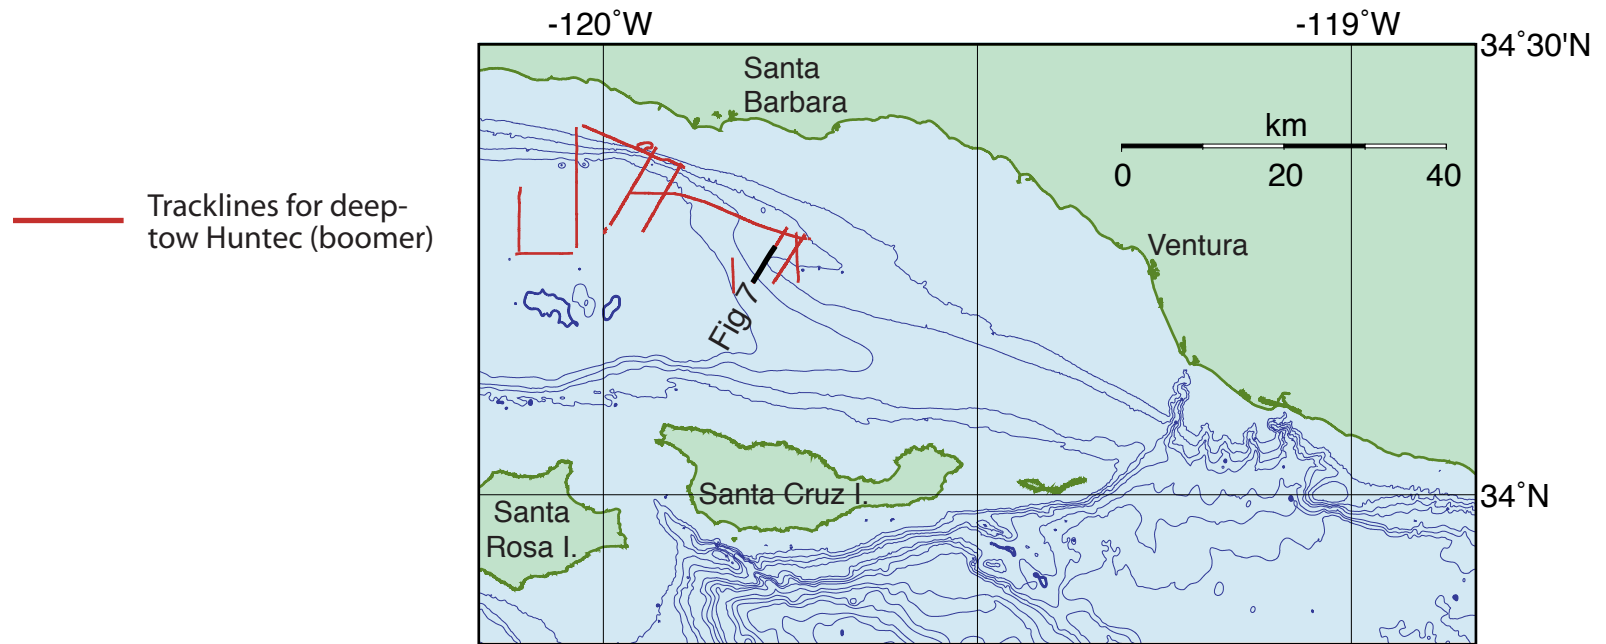 -120˚W
-119˚W
34˚30'N
Santa
Barbara
km
0
20
40
Tracklines for deep-
tow Huntec (boomer)
Ventura
Fig 7
Santa Cruz I.
34˚N
Santa
Rosa I.